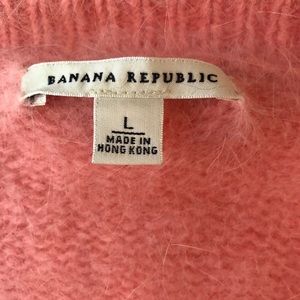 BANANA REPUBLIC
L
MADE IN
HONG KONG